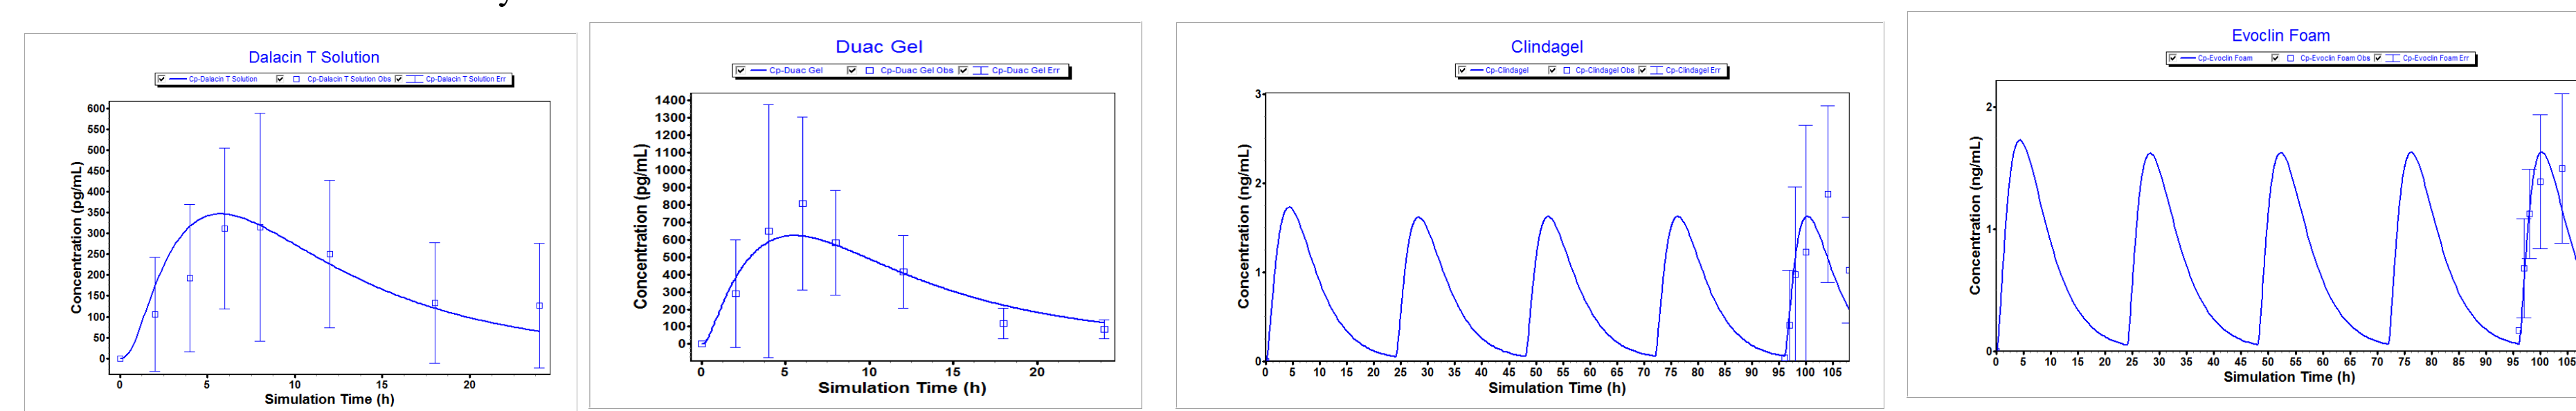 Dalacin T Solution
Cp-Dalacin T Solution Cp-Dalacin T Solution Obs Cp-Dalacin T Solution Err
Concentration (pg/mL)
600
550
500
450
400
350
300
250
200
150
100
50
0
0 5 10 15 20
Simulation Time (h)
Duac Gel
Cp-Duac Gel Cp-Duac Gel Obs Cp-Duac Gel Err
Concentration (pg/mL)
1400
1300
1200
1100
1000
900
800
700
600
500
400
300
200
100
0
0 5 10 15 20
Simulation Time (h)
Clindagel
Cp-Clindagel Cp-Clindagel Obs Cp-Clindagel Err
Concentration (ng/mL)
3
2
1
0
0 5 10 15 20 25 30 35 40 45 50 55 60 65 70 75 80 85 90 95 100 105
Simulation Time (h)
Evoclin Foam
Cp-Evoclin Foam Cp-Evoclin Foam Obs Cp-Evoclin Foam Err
Concentration (ng/mL)
2
1
0
0 5 10 15 20 25 30 35 40 45 50 55 60 65 70 75 80 85 90 95 100 105
Simulation Time (h)